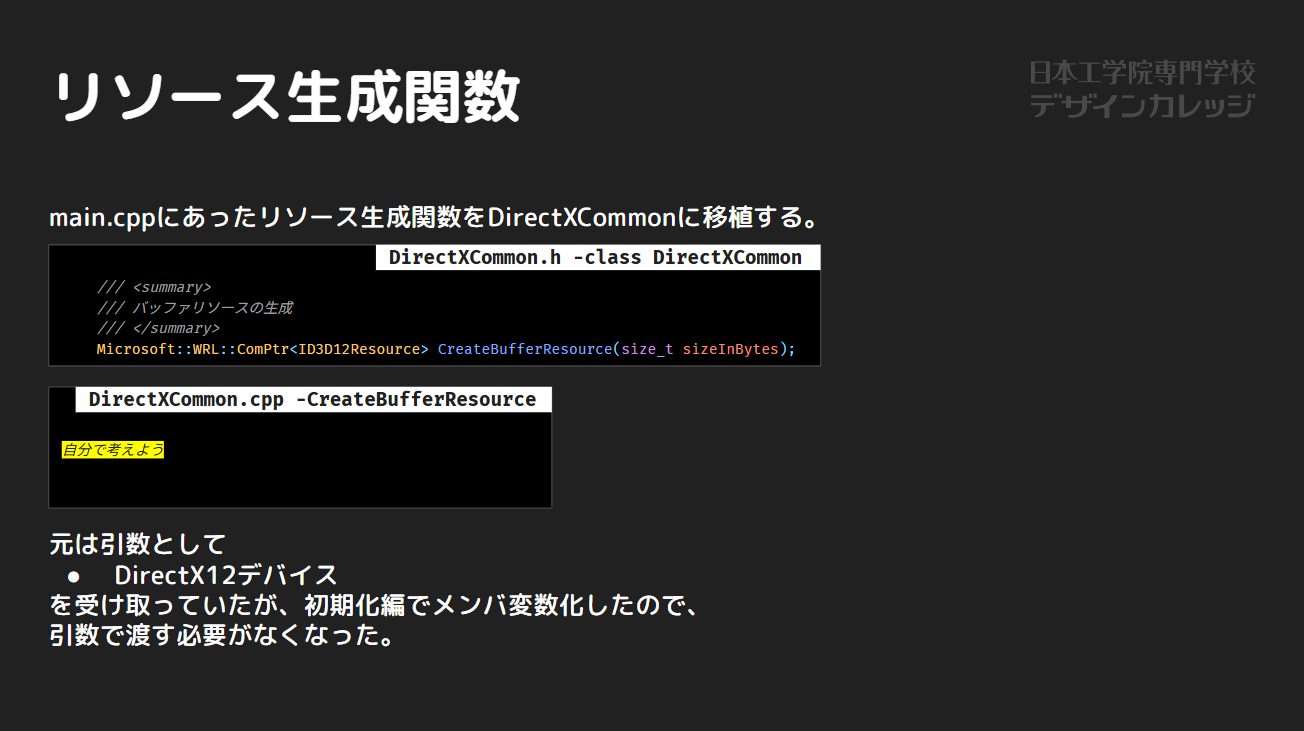 リソース生成関数
日本工学院専門学校
デザインカレッジ
main.cppにあったリソース生成関数をDirectXCommonに移植する。
DirectXCommon.h -class DirectXCommon
/// <summary>
/// バッファリソースの生成
/// </summary>
Microsoft::WRL::ComPtr<ID3D12Resource> CreateBufferResource(size_t sizeInBytes);
DirectXCommon.cpp -CreateBufferResource
自分で考えよう
元は引数として
● DirectX12デバイス
を受け取っていたが、初期化編でメンバ変数化したので、
引数で渡す必要がなくなった。